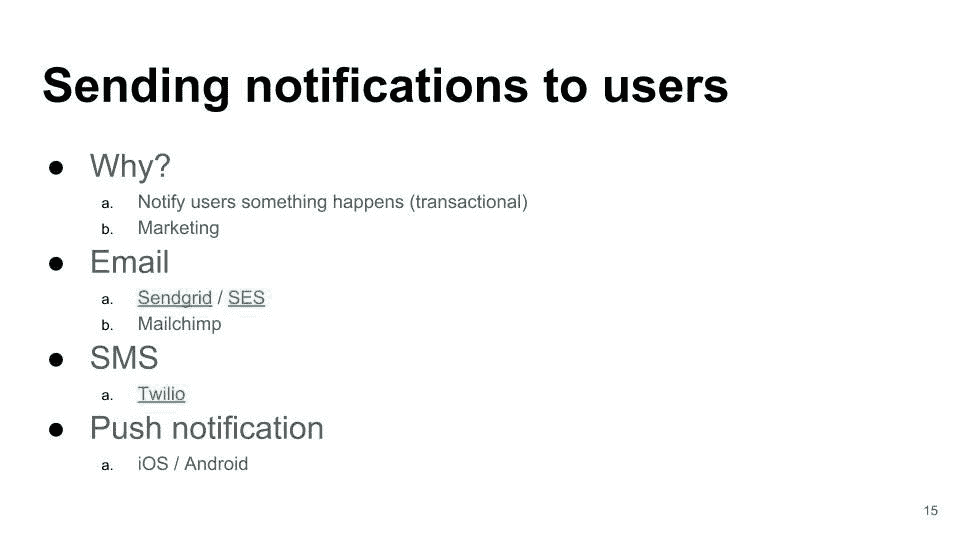 Sending notifications to users
● Why?
a. Notify users something happens (transactional)
b. Marketing
● Email
a. Sendgrid / SES
b. Mailchimp
● SMS
a. Twilio
● Push notification
a. iOS / Android
15